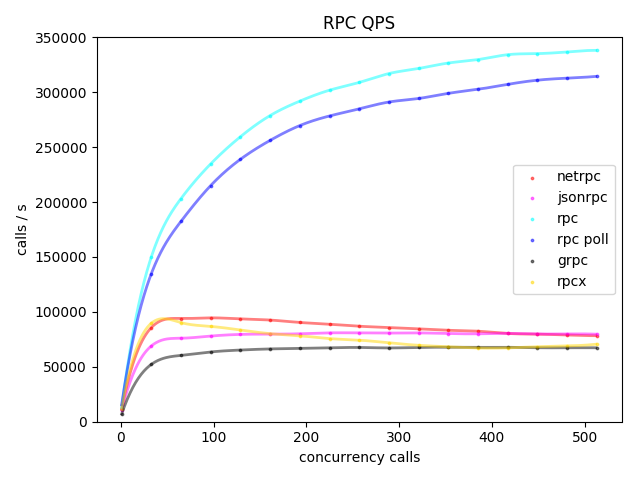 RPC QPS
350000
300000
250000
200000
150000
100000
50000
0
calls / s
netrpc
jsonrpc
rpc
rpc poll
grpc
rpcx
0 100 200 300 400 500
concurrency calls